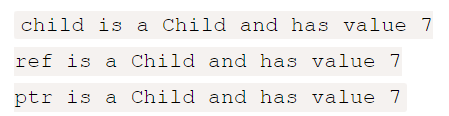 child is a Child and has value 7
ref is a Child and has value 7
ptr is a Child and has value 7